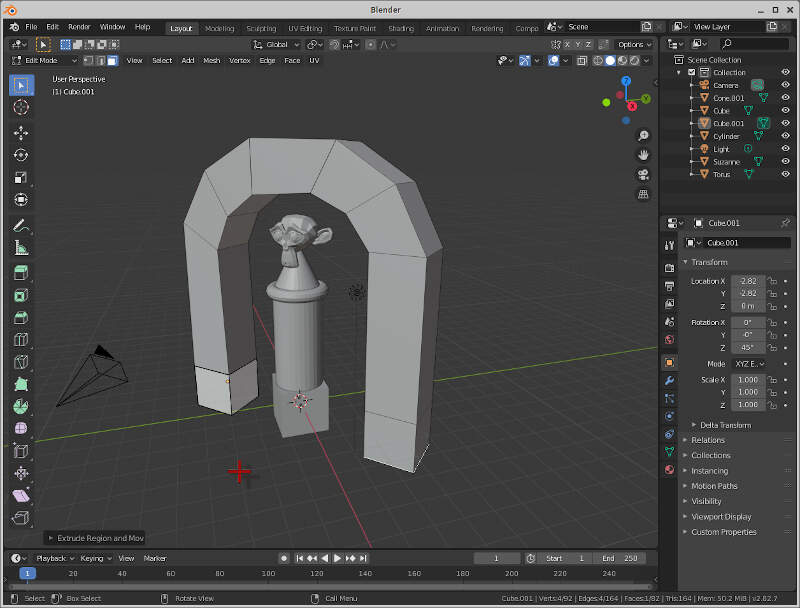 Blender
File Edit Render Window Help Layout Modeling Sculpting UV Editing Texture Paint Shading Animation Rendering Compo Scene View Layer
Global X Y Z Options
Edit Mode View Select Add Mesh Vertex Edge Face UV
User Perspective
(1) Cube.001
Z
Y
X
Extrude Region and Mov
Scene Collection
Collection
Camera
Cone.001
Cube
Cube.001
Cylinder
Light
Suzanne
Torus
Cube.001
Cube.001
Transform
Location X -2.82
Y -2.82
Z 0 m
Rotation X 0°
Y -0°
Z 45°
Mode XYZ E..
Scale X 1.000
Y 1.000
Z 1.000
Delta Transform
Relations
Collections
Instancing
Motion Paths
Visibility
Viewport Display
Custom Properties
Playback Keying View Marker 1 Start 1 End 250
1 20 40 60 80 100 120 140 160 180 200 220 240
Select Box Select Rotate View Call Menu Cube.001 | Verts:4/92 | Edges:4/164 | Faces:1/82 | Tris:164 | Mem: 50.2 MiB | v2.82.7